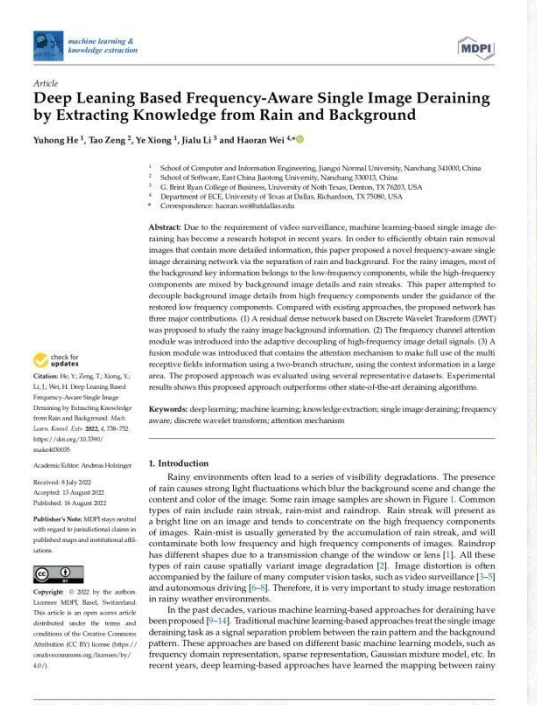 machine learning &
knowledge extraction
MDPI
Article
Deep Leaning Based Frequency-Aware Single Image Deraining
by Extracting Knowledge from Rain and Background
Yuhong He 1, Tao Zeng 2, Ye Xiong 1, Jialu Li 3 and Haoran Wei 4,*
1 School of Computer and Information Engineering, Jiangxi Normal University, Nanchang 341000, China
2 School of Software, East China Jiaotong University, Nanchang 330013, China
3 G. Brint Ryan College of Business, University of Noth Texas, Denton, TX 76203, USA
4 Department of ECE, University of Texas at Dallas, Richardson, TX 75080, USA
* Correspondence: haoran.wei@utdallas.edu
Abstract: Due to the requirement of video surveillance, machine learning-based single image de-
raining has become a research hotspot in recent years. In order to efficiently obtain rain removal
images that contain more detailed information, this paper proposed a novel frequency-aware single
image deraining network via the separation of rain and background. For the rainy images, most of
the background key information belongs to the low-frequency components, while the high-frequency
components are mixed by background image details and rain streaks. This paper attempted to
decouple background image details from high frequency components under the guidance of the
restored low frequency components. Compared with existing approaches, the proposed network has
three major contributions. (1) A residual dense network based on Discrete Wavelet Transform (DWT)
was proposed to study the rainy image background information. (2) The frequency channel attention
module was introduced into the adaptive decoupling of high-frequency image detail signals. (3) A
fusion module was introduced that contains the attention mechanism to make full use of the multi
receptive fields information using a two-branch structure, using the context information in a large
area. The proposed approach was evaluated using several representative datasets. Experimental
results shows this proposed approach outperforms other state-of-the-art deraining algorithms.
Keywords: deep learning; machine learning; knowledge extraction; single image deraining; frequency
aware; discrete wavelet transform; attention mechanism
check for
updates
Citation: He, Y.; Zeng, T.; Xiong, Y.;
Li, J.; Wei, H. Deep Leaning Based
Frequency-Aware Single Image
Deraining by Extracting Knowledge
from Rain and Background. Mach.
Learn. Knowl. Extr. 2022, 4, 738–752.
https://doi.org/10.3390/
make4030035
Academic Editor: Andreas Holzinger
Received: 8 July 2022
Accepted: 13 August 2022
Published: 16 August 2022
Publisher's Note: MDPI stays neutral
with regard to jurisdictional claims in
published maps and institutional affil-
iations.
cc BY
Copyright: © 2022 by the authors.
Licensee MDPI, Basel, Switzerland.
This article is an open access article
distributed under the terms and
conditions of the Creative Commons
Attribution (CC BY) license (https://
creativecommons.org/licenses/by/
4.0/).
1. Introduction
Rainy environments often lead to a series of visibility degradations. The presence
of rain causes strong light fluctuations which blur the background scene and change the
content and color of the image. Some rain image samples are shown in Figure 1. Common
types of rain include rain streak, rain-mist and raindrop. Rain streak will present as
a bright line on an image and tends to concentrate on the high frequency components
of images. Rain-mist is usually generated by the accumulation of rain streak, and will
contaminate both low frequency and high frequency components of images. Raindrop
has different shapes due to a transmission change of the window or lens [1]. All these
types of rain cause spatially variant image degradation [2]. Image distortion is often
accompanied by the failure of many computer vision tasks, such as video surveillance [3–5]
and autonomous driving [6–8]. Therefore, it is very important to study image restoration
in rainy weather environments.
In the past decades, various machine learning-based approaches for deraining have
been proposed [9–14]. Traditional machine learning-based approaches treat the single image
deraining task as a signal separation problem between the rain pattern and the background
pattern. These approaches are based on different basic machine learning models, such as
frequency domain representation, sparse representation, Gaussian mixture model, etc. In
recent years, deep learning-based approaches have learned the mapping between rainy